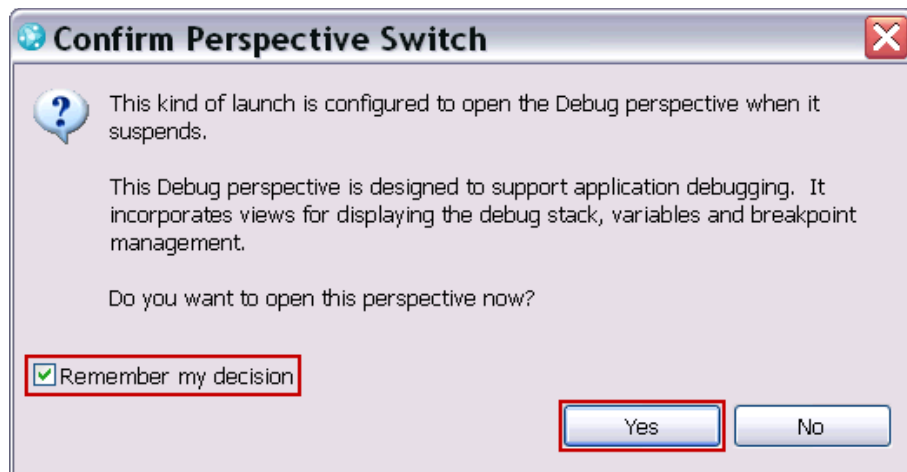 Confirm Perspective Switch
This kind of launch is configured to open the Debug perspective when it
suspends.
This Debug perspective is designed to support application debugging.  It
incorporates views for displaying the debug stack, variables and breakpoint
management.
Do you want to open this perspective now?
Remember my decision
Yes No